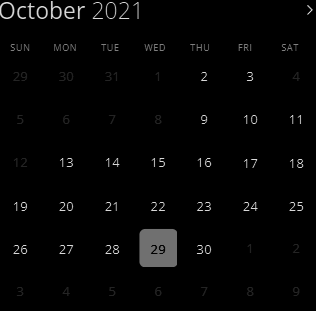 October 2021
SUN MON TUE WED THU FRI SAT
29 30 31 1 2 3 4
5 6 7 8 9 10 11
12 13 14 15 16 17 18
19 20 21 22 23 24 25
26 27 28 29 30 1 2
3 4 5 6 7 8 9